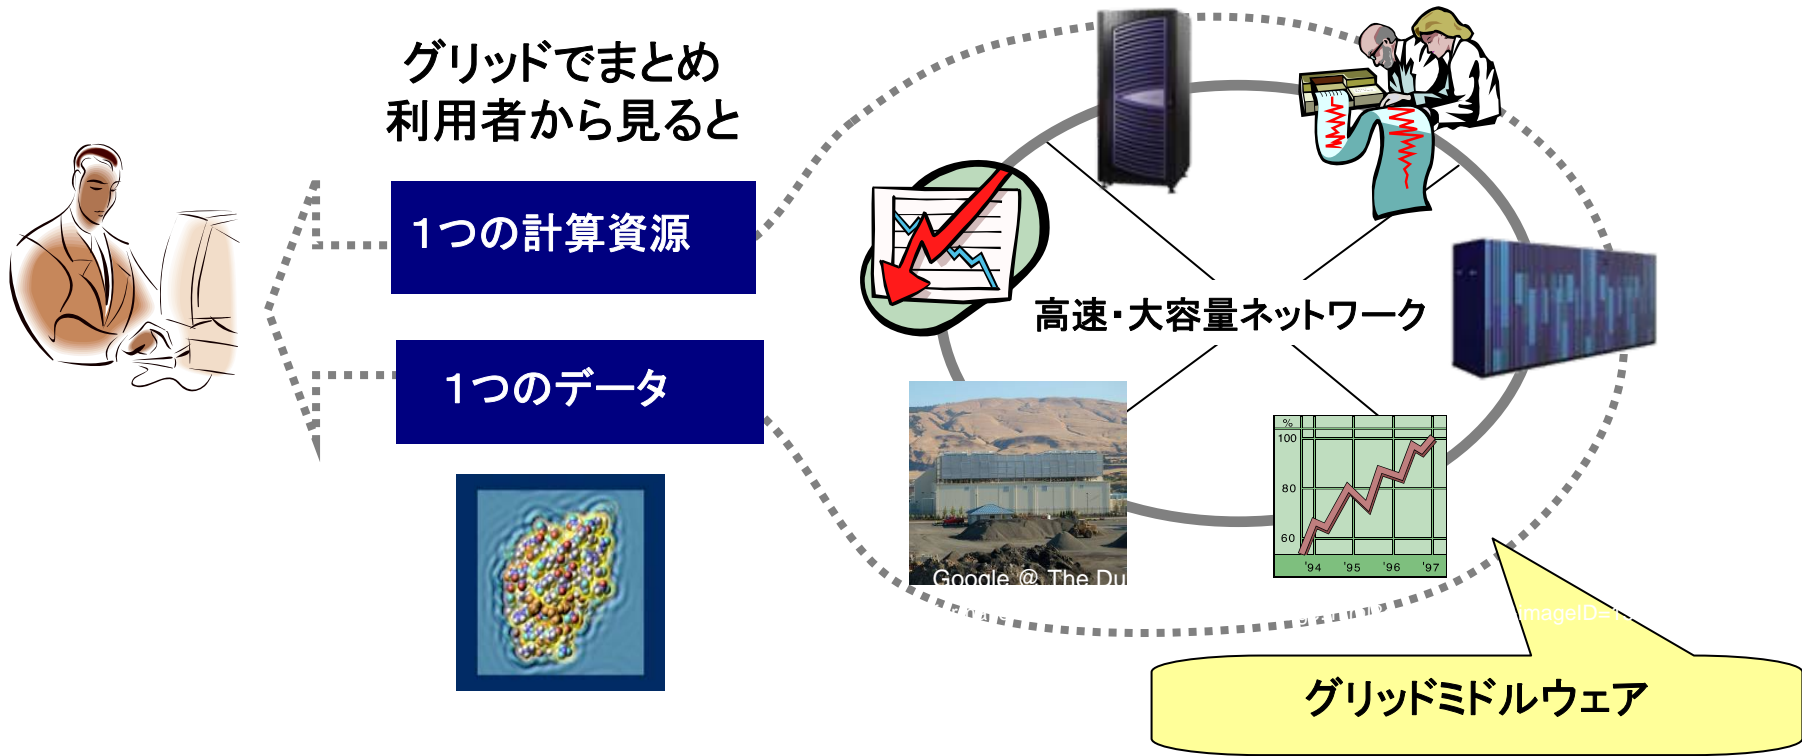 グリッドでまとめ
利用者から見ると
１つの計算資源
１つのデータ
高速・大容量ネットワーク
Google @ The Du
%
100
80
60
'94 '95 '96 '97
グリッドミドルウェア